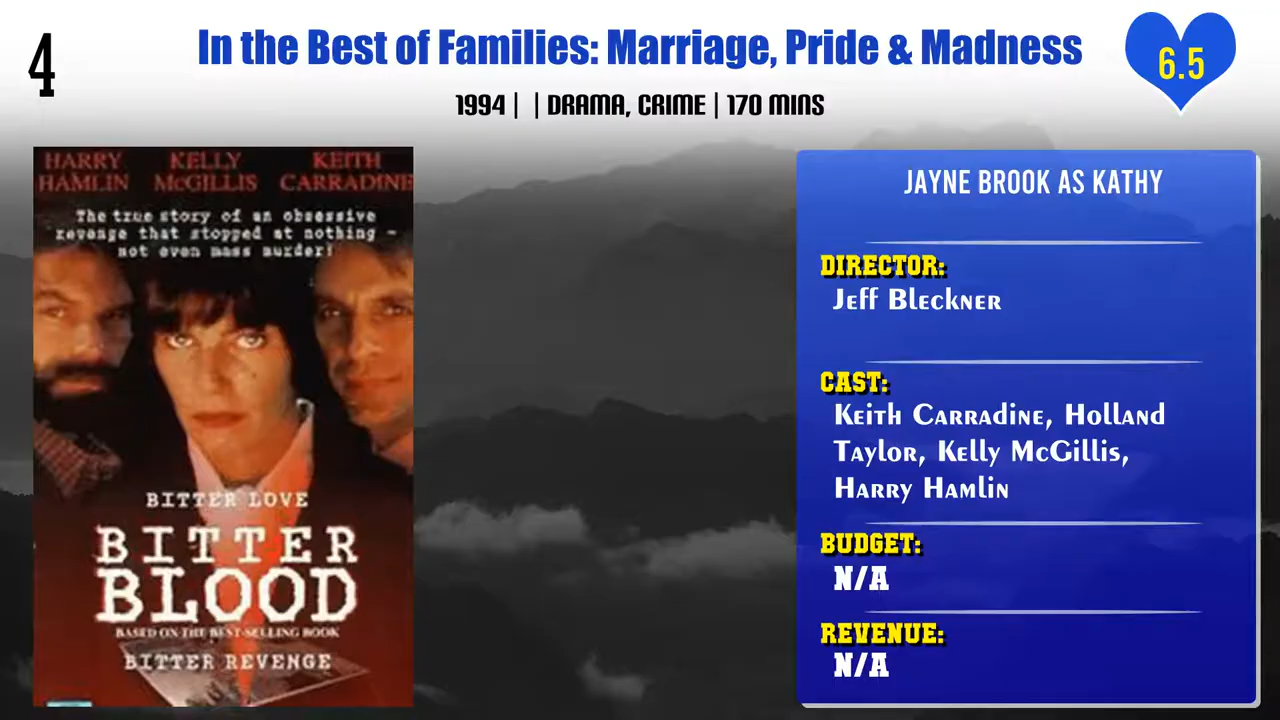 4
In the Best of Families: Marriage, Pride & Madness
6.5
1994 | | DRAMA, CRIME | 170 MINS
HARRY HAMLIN
KELLY McGILLIS
KEITH CARRADINE
The true story of an obsessive
revenge that stopped at nothing -
not even mass murder!
BITTER LOVE
BITTER
BLOOD
BASED ON THE BEST-SELLING BOOK
BITTER REVENGE
JAYNE BROOK AS KATHY
DIRECTOR:
Jeff Bleckner
CAST:
Keith Carradine, Holland
Taylor, Kelly McGillis,
Harry Hamlin
BUDGET:
N/A
REVENUE:
N/A